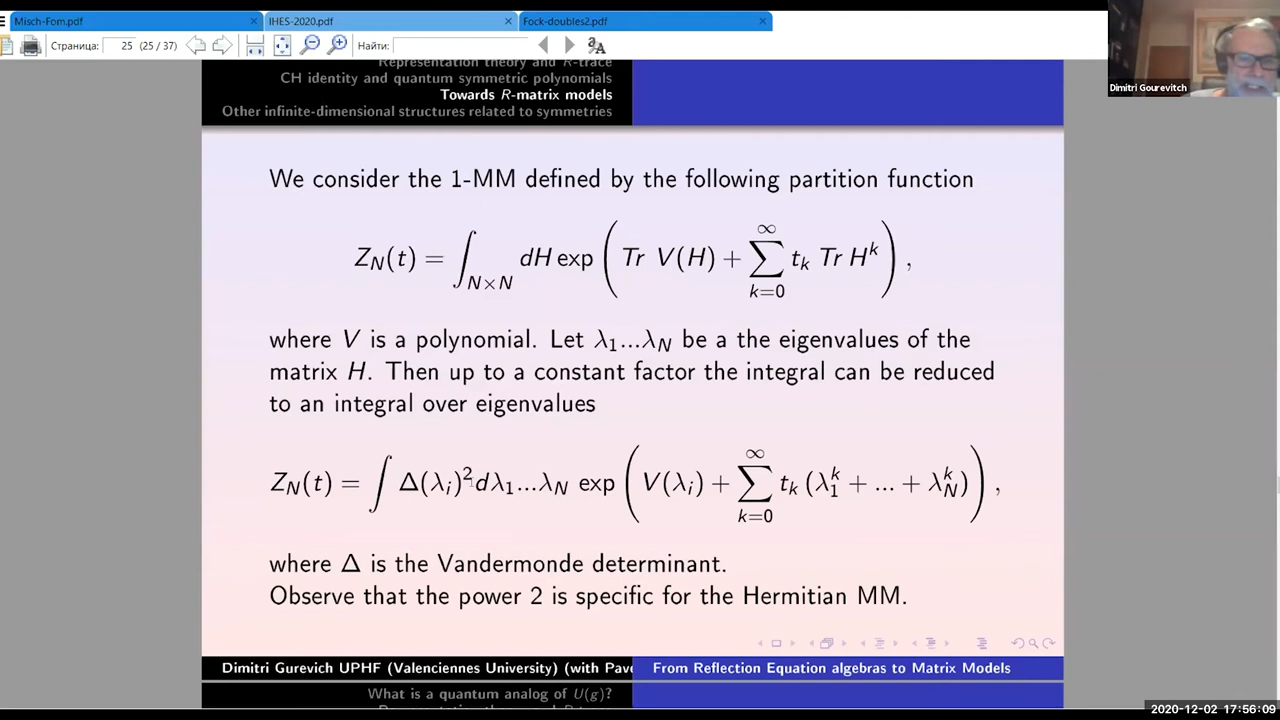 Misch-Fom.pdf
IHES-2020.pdf
Fock-doubles2.pdf
Страница: 25 (25 / 37)
Найти:
Dimitri Gourevitch
Representation theory and R-trace
CH identity and quantum symmetric polynomials
Towards R-matrix models
Other infinite-dimensional structures related to symmetries
We consider the 1-MM defined by the following partition function
Z_N(t) = ∫_{N×N} dH exp ( Tr V(H) + ∑_{k=0}^{∞} t_k Tr H^k ) ,
where V is a polynomial. Let λ₁...λ_N be a the eigenvalues of the
matrix H. Then up to a constant factor the integral can be reduced
to an integral over eigenvalues
Z_N(t) = ∫ Δ(λ_i)² dλ₁...λ_N exp ( V(λ_i) + ∑_{k=0}^{∞} t_k (λ₁^k + ... + λ_N^k) ) ,
where Δ is the Vandermonde determinant.
Observe that the power 2 is specific for the Hermitian MM.
Dimitri Gurevich UPHF (Valenciennes University) (with Pav
From Reflection Equation algebras to Matrix Models
What is a quantum analog of U(g)?
2020-12-02 17:56:09